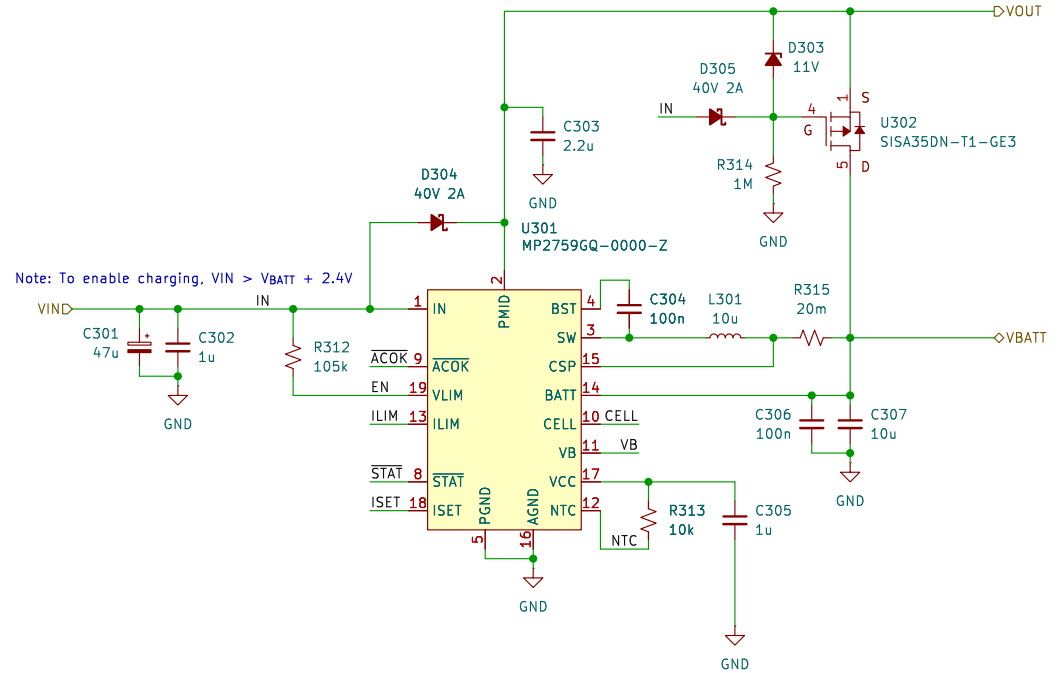 VOUT
D303
11V
D305
40V 2A
IN
1
S
4
G
U302
SISA35DN-T1-GE3
5
D
C303
2.2u
GND
R314
1M
GND
D304
40V 2A
U301
MP2759GQ-0000-Z
2
Note: To enable charging, VIN > VBATT + 2.4V
VIN
IN
1
IN
PMID
BST
4
C304
100n
L301
10u
R315
20m
C301
47u
+
C302
1u
GND
R312
105k
SW
3
VBATT
ACOK
9
ACOK
CSP
15
EN
19
VLIM
BATT
14
ILIM
13
ILIM
CELL
10
CELL
C306
100n
C307
10u
GND
VB
11
VB
STAT
8
STAT
VCC
17
ISET
18
ISET
PGND
AGND
NTC
12
NTC
R313
10k
C305
1u
5
16
GND
GND